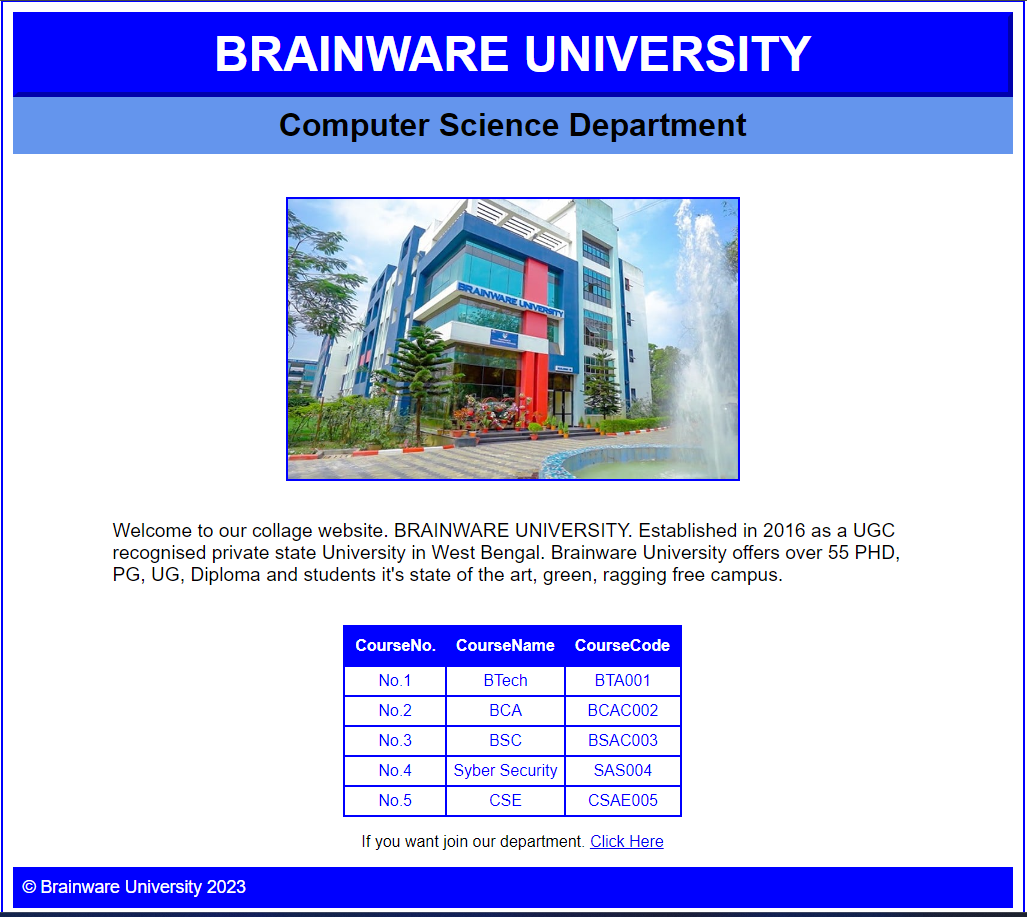 BRAINWARE UNIVERSITY
Computer Science Department
BRAINWARE UNIVERSITY
Welcome to our collage website. BRAINWARE UNIVERSITY. Established in 2016 as a UGC
recognised private state University in West Bengal. Brainware University offers over 55 PHD,
PG, UG, Diploma and students it's state of the art, green, ragging free campus.
CourseNo. CourseName CourseCode
No.1 BTech BTA001
No.2 BCA BCAC002
No.3 BSC BSAC003
No.4 Syber Security SAS004
No.5 CSE CSAE005
If you want join our department. Click Here
© Brainware University 2023